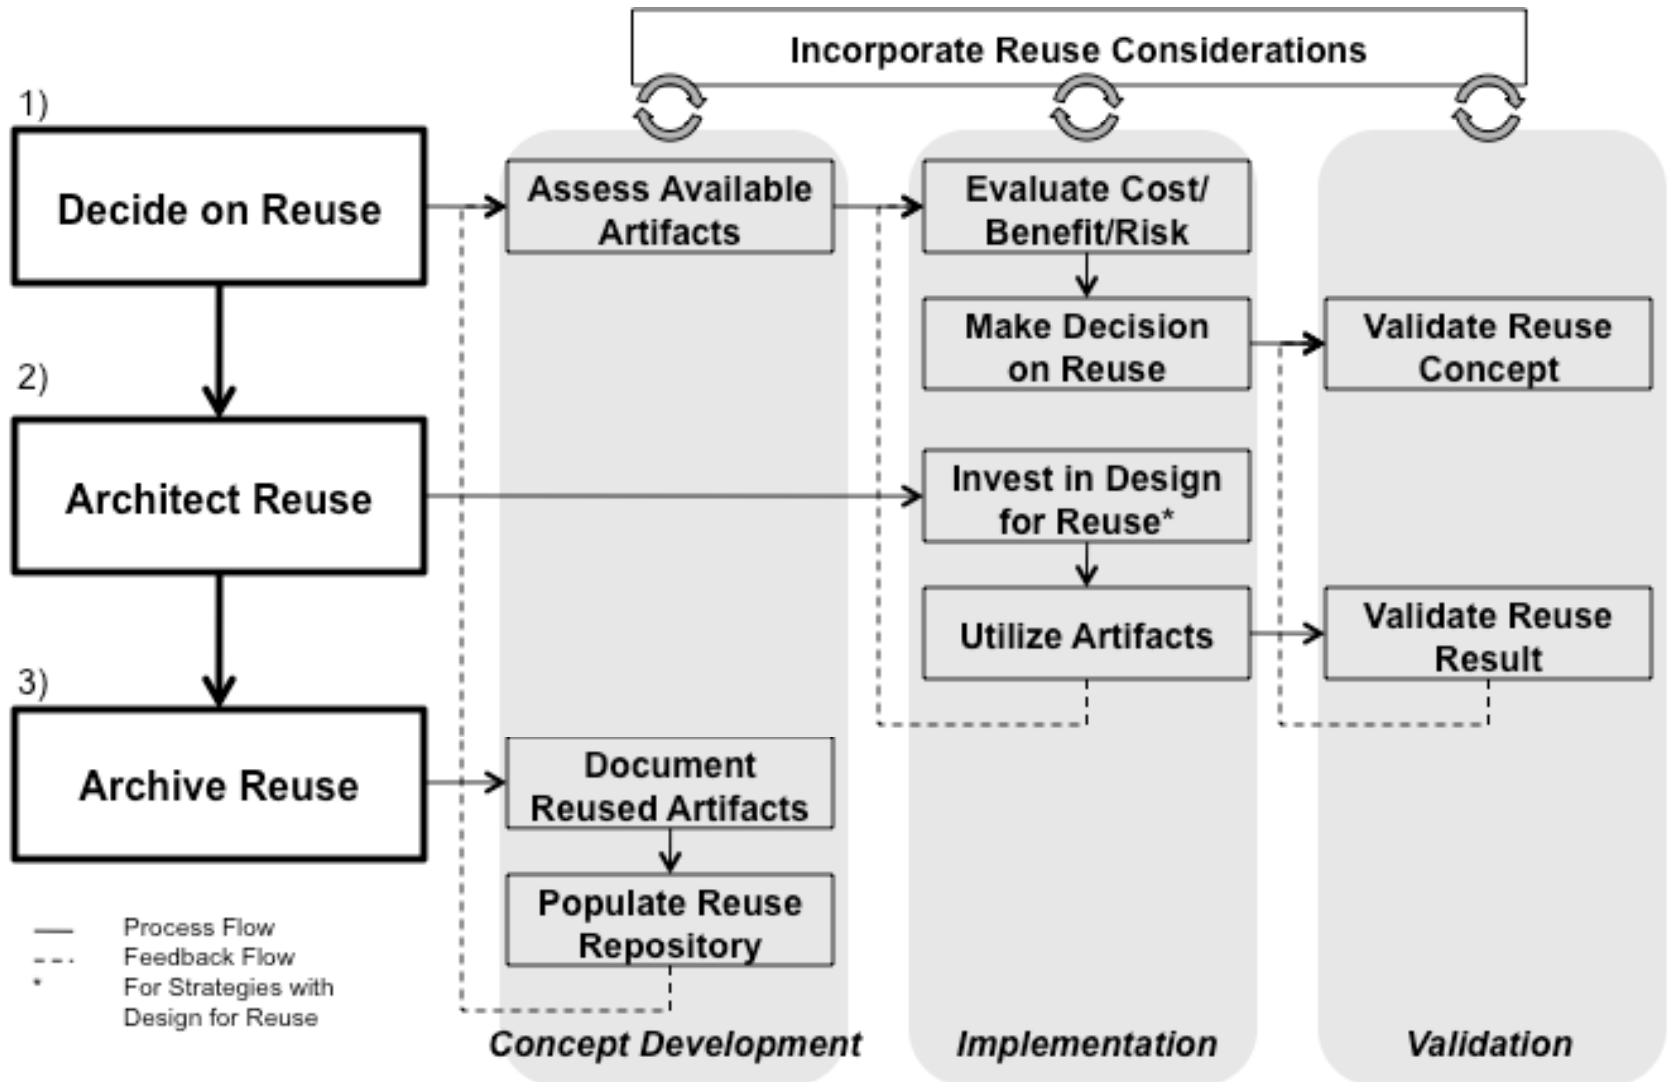 Incorporate Reuse Considerations
1)
Decide on Reuse
Assess Available
Artifacts
Evaluate Cost/
Benefit/Risk
Make Decision
on Reuse
Validate Reuse
Concept
2)
Architect Reuse
Invest in Design
for Reuse*
Utilize Artifacts
Validate Reuse
Result
3)
Archive Reuse
Document
Reused Artifacts
Populate Reuse
Repository
Process Flow
Feedback Flow
* For Strategies with
Design for Reuse
Concept Development
Implementation
Validation